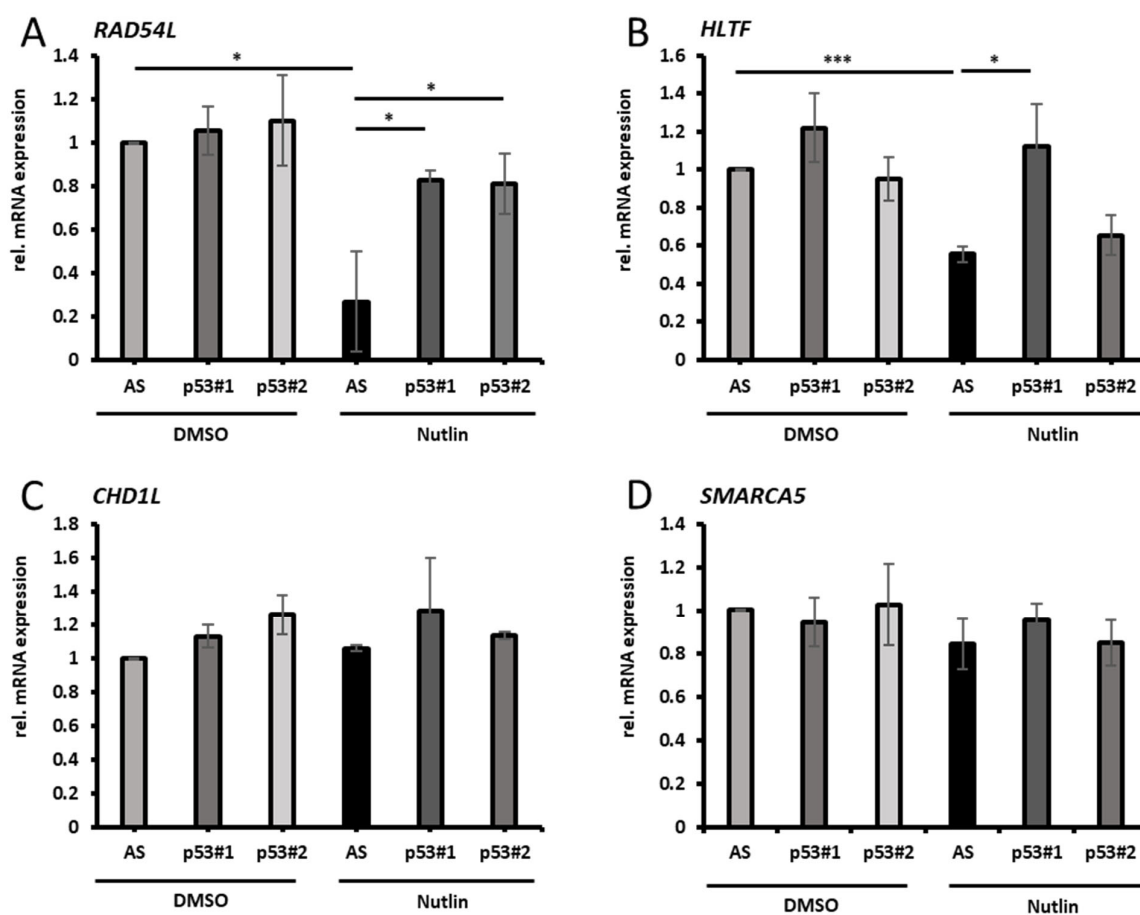 A RAD54L
rel. mRNA expression
1.4
1.2
1
0.8
0.6
0.4
0.2
0
*
*
*
AS p53#1 p53#2 AS p53#1 p53#2
DMSO Nutlin
B HLTF
rel. mRNA expression
1.6
1.4
1.2
1
0.8
0.6
0.4
0.2
0
*** *
AS p53#1 p53#2 AS p53#1 p53#2
DMSO Nutlin
C CHD1L
rel. mRNA expression
1.8
1.6
1.4
1.2
1
0.8
0.6
0.4
0.2
0
AS p53#1 p53#2 AS p53#1 p53#2
DMSO Nutlin
D SMARCA5
rel. mRNA expression
1.4
1.2
1
0.8
0.6
0.4
0.2
0
AS p53#1 p53#2 AS p53#1 p53#2
DMSO Nutlin